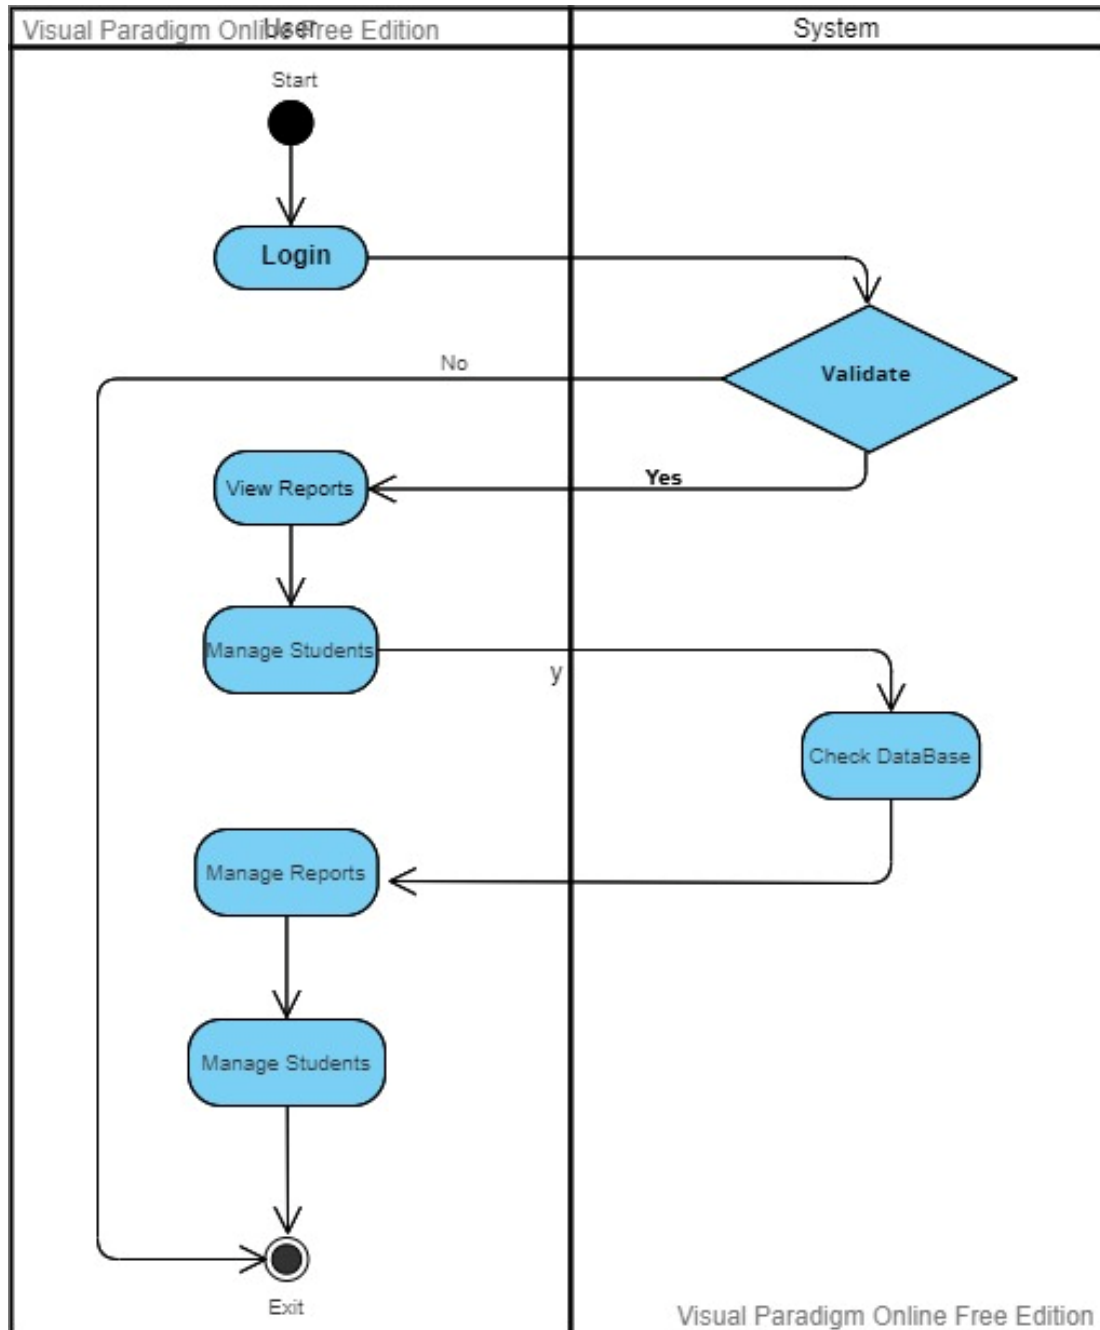 Visual Paradigm Online Free Edition
User
System
Start
Login
Validate
No
Yes
View Reports
Manage Students
y
Check DataBase
Manage Reports
Manage Students
Exit
Visual Paradigm Online Free Edition